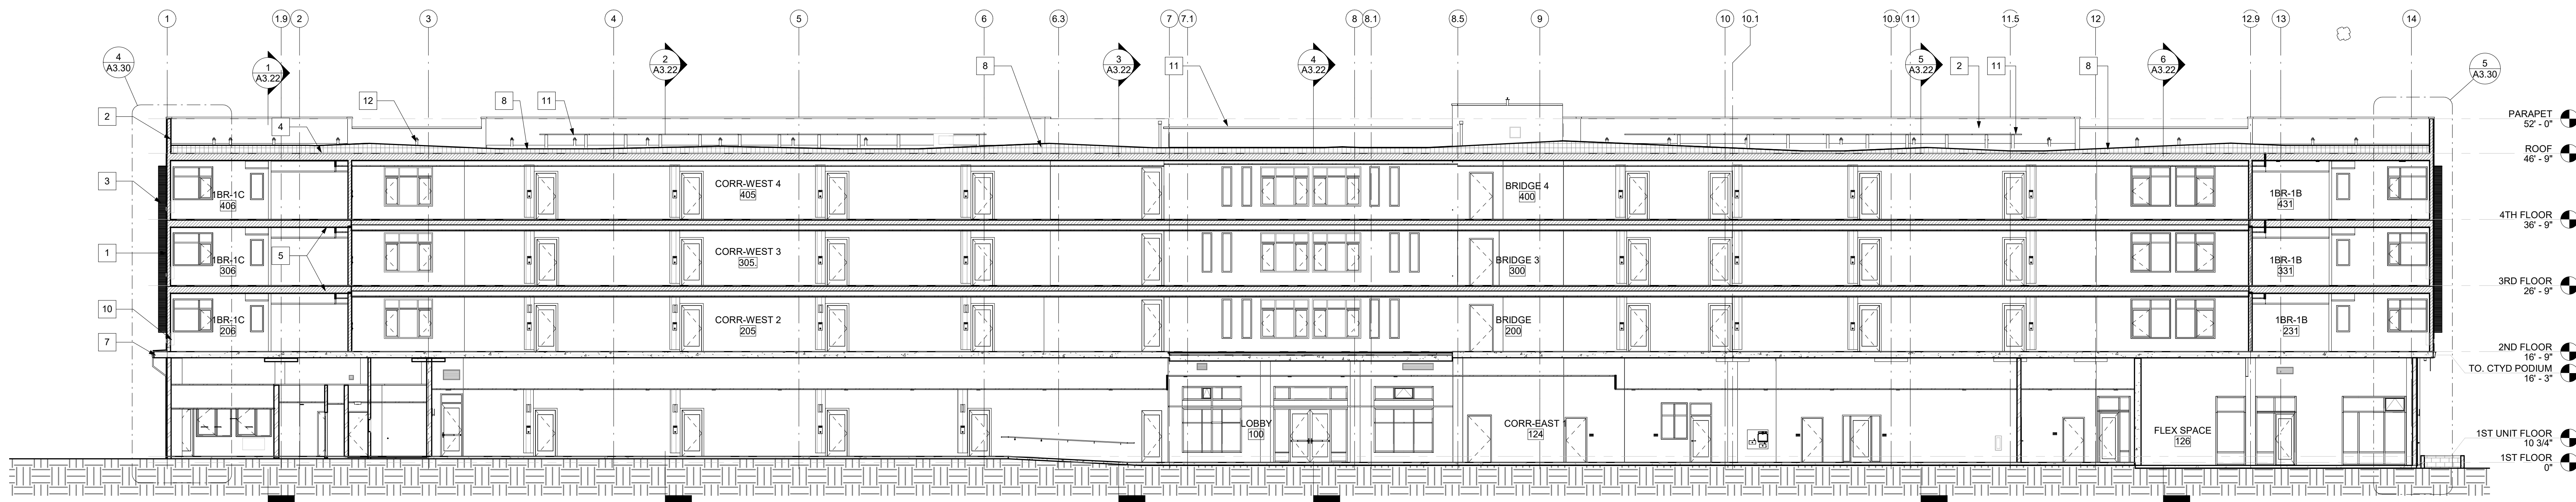 1 1.9 2 3 4 5 6 6.3 7 7.1 8 8.1 8.5 9 10 10.1 10.9 11 11.5 12 12.9 13 14
4
A3.30
1
A3.22
2
A3.22
3
A3.22
4
A3.22
5
A3.22
6
A3.22
5
A3.30
8
11
2
11
8
12
8
11
2
4
PARAPET
52' - 0"
ROOF
46' - 9"
3
1BR-1C
406
CORR-WEST 4
405
BRIDGE 4
400
1BR-1B
431
4TH FLOOR
36' - 9"
1
5
1BR-1C
306
CORR-WEST 3
305
BRIDGE 3
300
1BR-1B
331
3RD FLOOR
26' - 9"
10
1BR-1C
206
CORR-WEST 2
205
BRIDGE
200
1BR-1B
231
7
2ND FLOOR
16' - 9"
TO. CTYD PODIUM
16' - 3"
LOBBY
100
CORR-EAST 1
124
FLEX SPACE
126
1ST UNIT FLOOR
10 3/4"
1ST FLOOR
0"